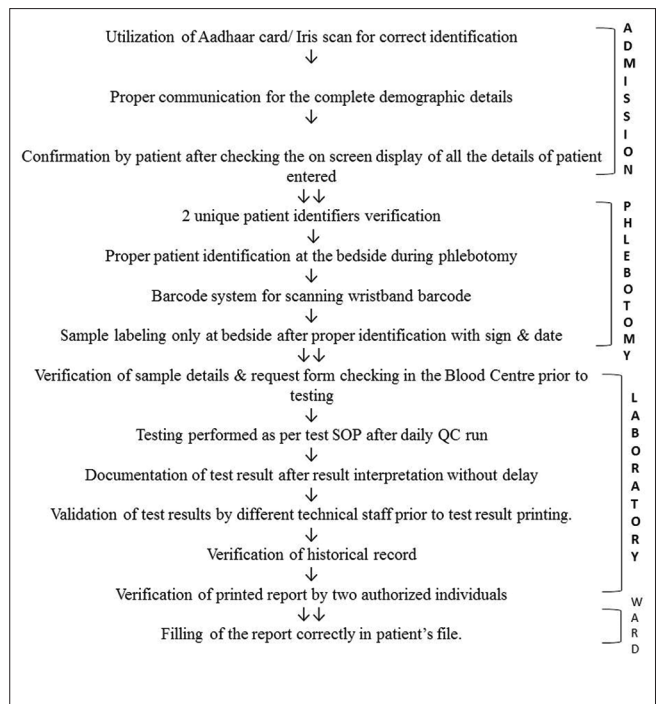 Utilization of Aadhaar card/ Iris scan for correct identification
Proper communication for the complete demographic details
Confirmation by patient after checking the on screen display of all the details of patient
entered
ADMISSION
2 unique patient identifiers verification
Proper patient identification at the bedside during phlebotomy
Barcode system for scanning wristband barcode
Sample labeling only at bedside after proper identification with sign & date
PHLEBOTOMY
Verification of sample details & request form checking in the Blood Centre prior to
testing
Testing performed as per test SOP after daily QC run
Documentation of test result after result interpretation without delay
Validation of test results by different technical staff prior to test result printing.
Verification of historical record
Verification of printed report by two authorized individuals
LABORATORY
Filling of the report correctly in patient’s file.
WARD